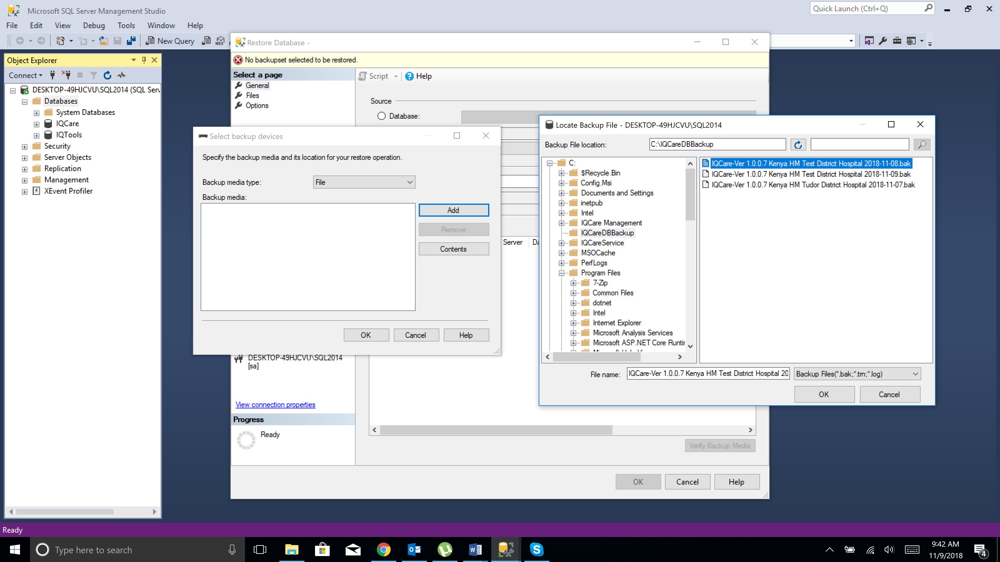 Microsoft SQL Server Management Studio
Quick Launch (Ctrl+Q)
File Edit View Debug Tools Window Help
New Query
MDX
Restore Database -
Object Explorer
No backupset selected to be restored.
Connect
Select a page
Script
Help
General
Files
Options
DESKTOP-49HJCVU\SQL2014 (SQL Serv
Databases
System Databases
IQCare
IQTools
Security
Server Objects
Replication
Management
XEvent Profiler
Source
Database:
Select backup devices
Specify the backup media and its location for your restore operation.
Backup media type:
File
Backup media:
Add
Remove
Contents
OK
Cancel
Help
Server
Da
Locate Backup File - DESKTOP-49HJCVU\SQL2014
Backup File location:
C:\IQCareDBBackup
C:
$Recycle.Bin
Config.Msi
Documents and Settings
inetpub
Intel
IQCare Management
IQCareDBBackup
IQCareService
MSOCache
PerfLogs
Program Files
7-Zip
Common Files
dotnet
Intel
Internet Explorer
Microsoft Analysis Services
Microsoft ASP.NET Core Runtin
IQCare-Ver 1.0.0.7 Kenya HM Test District Hospital 2018-11-08.bak
IQCare-Ver 1.0.0.7 Kenya HM Test District Hospital 2018-11-09.bak
IQCare-Ver 1.0.0.7 Kenya HM Tudor District Hospital 2018-11-07.bak
File name:
IQCare-Ver 1.0.0.7 Kenya HM Test District Hospital 20
Backup Files(*.bak;*.trn;*.log)
OK
Cancel
DESKTOP-49HJCVU\SQL2014
[sa]
View connection properties
Progress
Ready
Verify Backup Media
OK
Cancel
Help
Ready
Type here to search
9:42 AM
11/9/2018
4